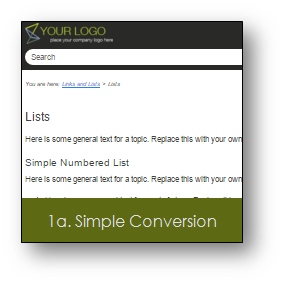 YOUR LOGO
place your company logo here
Search
You are here: Links and Lists > Lists
Lists
Here is some general text for a topic. Replace this with your own
Simple Numbered List
Here is some general text for a topic. Replace this with your own
1a. Simple Conversion